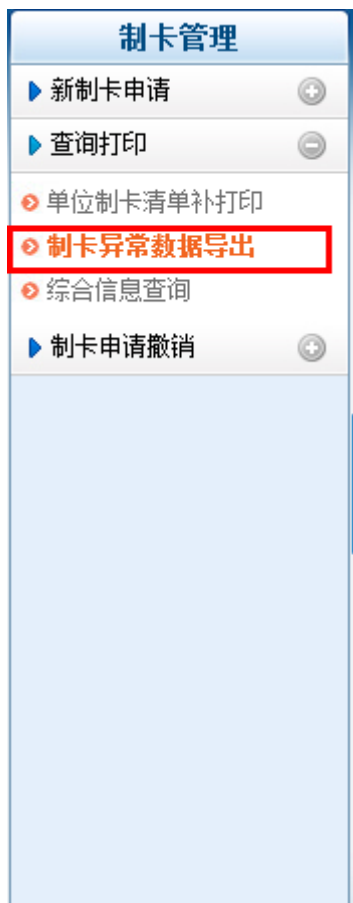 制卡管理
新制卡申请
查询打印
单位制卡清单补打印
制卡异常数据导出
综合信息查询
制卡申请撤销